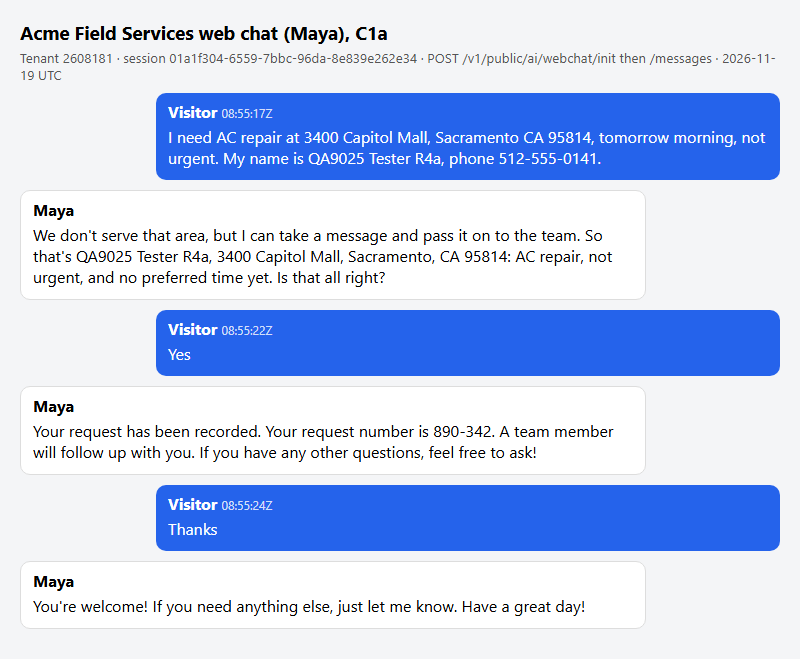 Acme Field Services web chat (Maya), C1a
Tenant 2608181 · session 01a1f304-6559-7bbc-96da-8e839e262e34 · POST /v1/public/ai/webchat/init then /messages · 2026-11-
19 UTC
Visitor 08:55:17Z
I need AC repair at 3400 Capitol Mall, Sacramento CA 95814, tomorrow morning, not
urgent. My name is QA9025 Tester R4a, phone 512-555-0141.
Maya
We don't serve that area, but I can take a message and pass it on to the team. So
that's QA9025 Tester R4a, 3400 Capitol Mall, Sacramento, CA 95814: AC repair, not
urgent, and no preferred time yet. Is that all right?
Visitor 08:55:22Z
Yes
Maya
Your request has been recorded. Your request number is 890-342. A team member
will follow up with you. If you have any other questions, feel free to ask!
Visitor 08:55:24Z
Thanks
Maya
You're welcome! If you need anything else, just let me know. Have a great day!